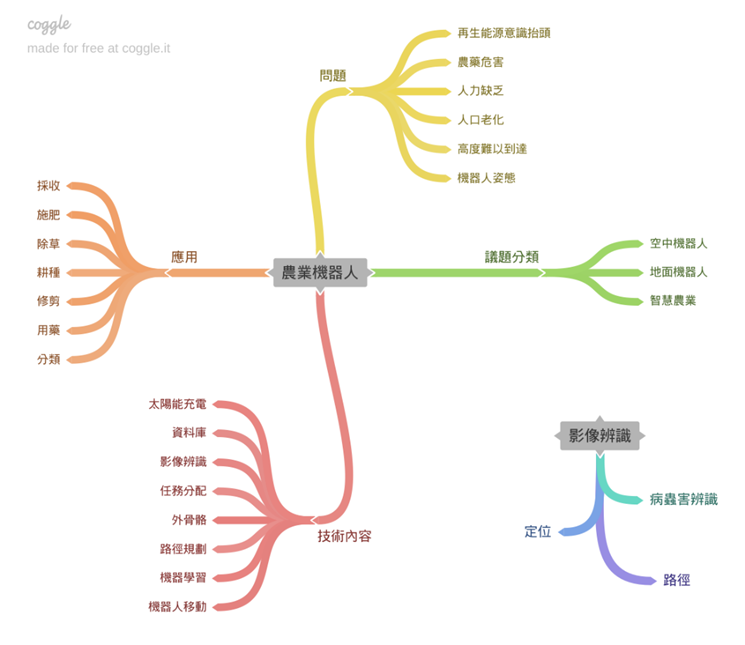 coggle
made for free at coggle.it
問題
再生能源意識抬頭
農藥危害
人力缺乏
人口老化
高度難以到達
機器人姿態
採收
施肥
除草
耕種
修剪
用藥
分類
應用
農業機器人
議題分類
空中機器人
地面機器人
智慧農業
太陽能充電
資料庫
影像辨識
任務分配
外骨骼
路徑規劃
機器學習
機器人移動
技術內容
影像辨識
病蟲害辨識
定位
路徑